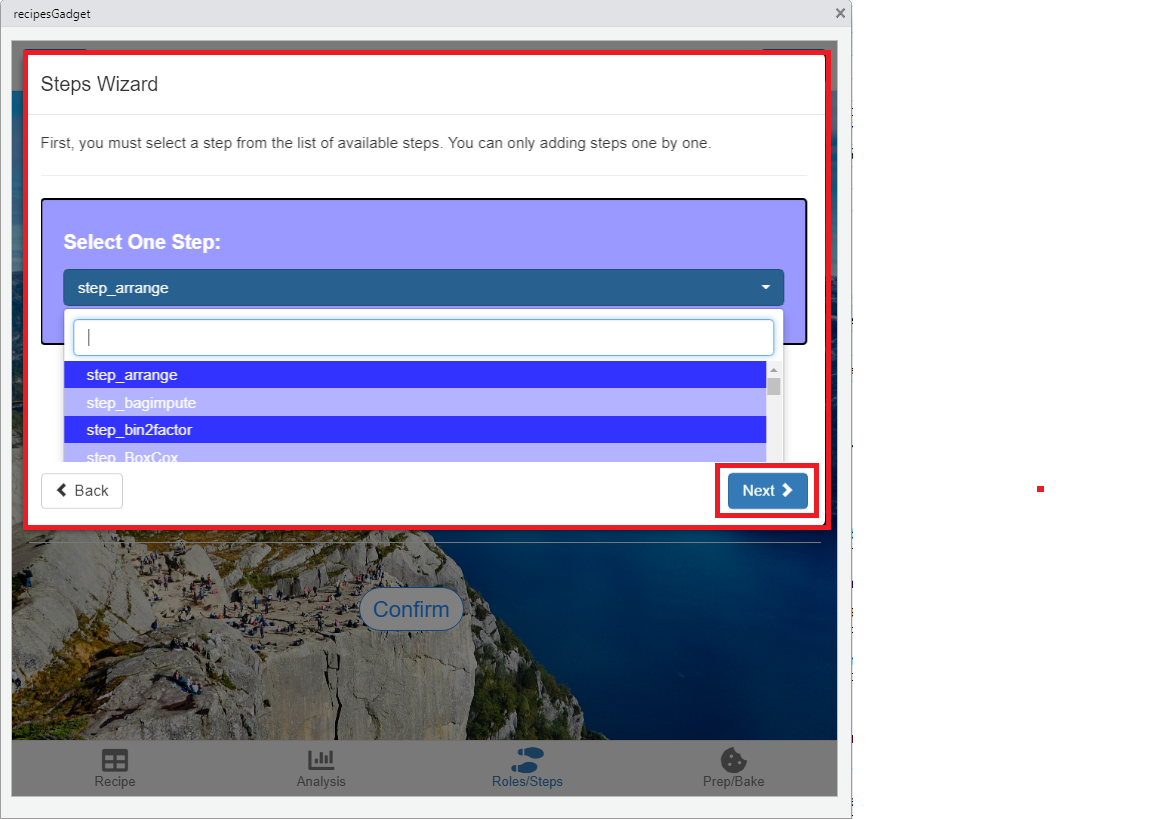 recipesGadget
Steps Wizard
First, you must select a step from the list of available steps. You can only adding steps one by one.
Select One Step:
step_arrange
step_arrange
step_bagimpute
step_bin2factor
step_BoxCox
Back
Next
Confirm
Recipe
Analysis
Roles/Steps
Prep/Bake